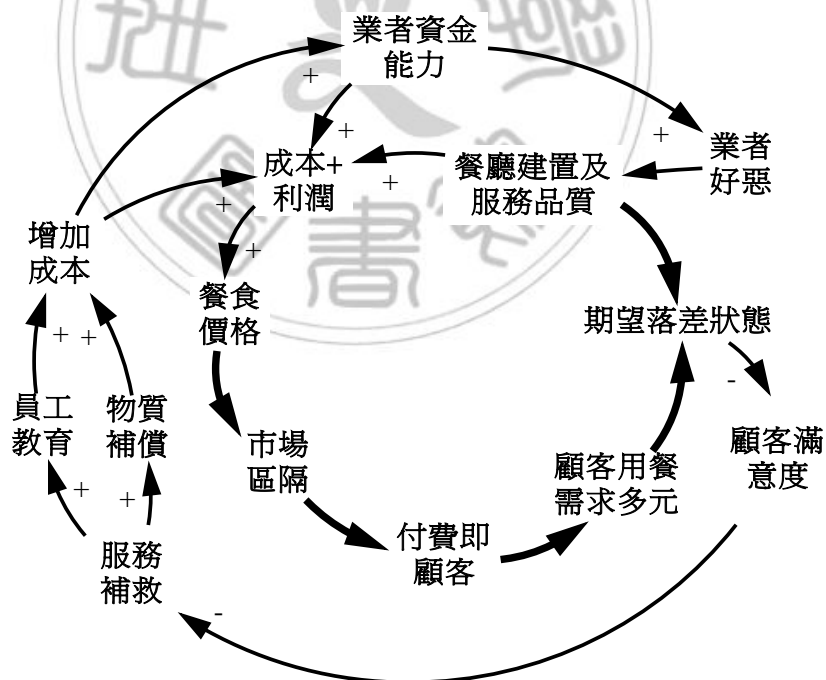 業者資金
能力
+
+
+
業者
好惡
成本+
利潤
+
餐廳建置及
服務品質
+
+
增加
成本
餐食
價格
期望落差狀態
+
+
-
員工
教育
物質
補償
市場
區隔
顧客用餐
需求多元
顧客滿
意度
+
+
付費即
顧客
服務
補救
-
書